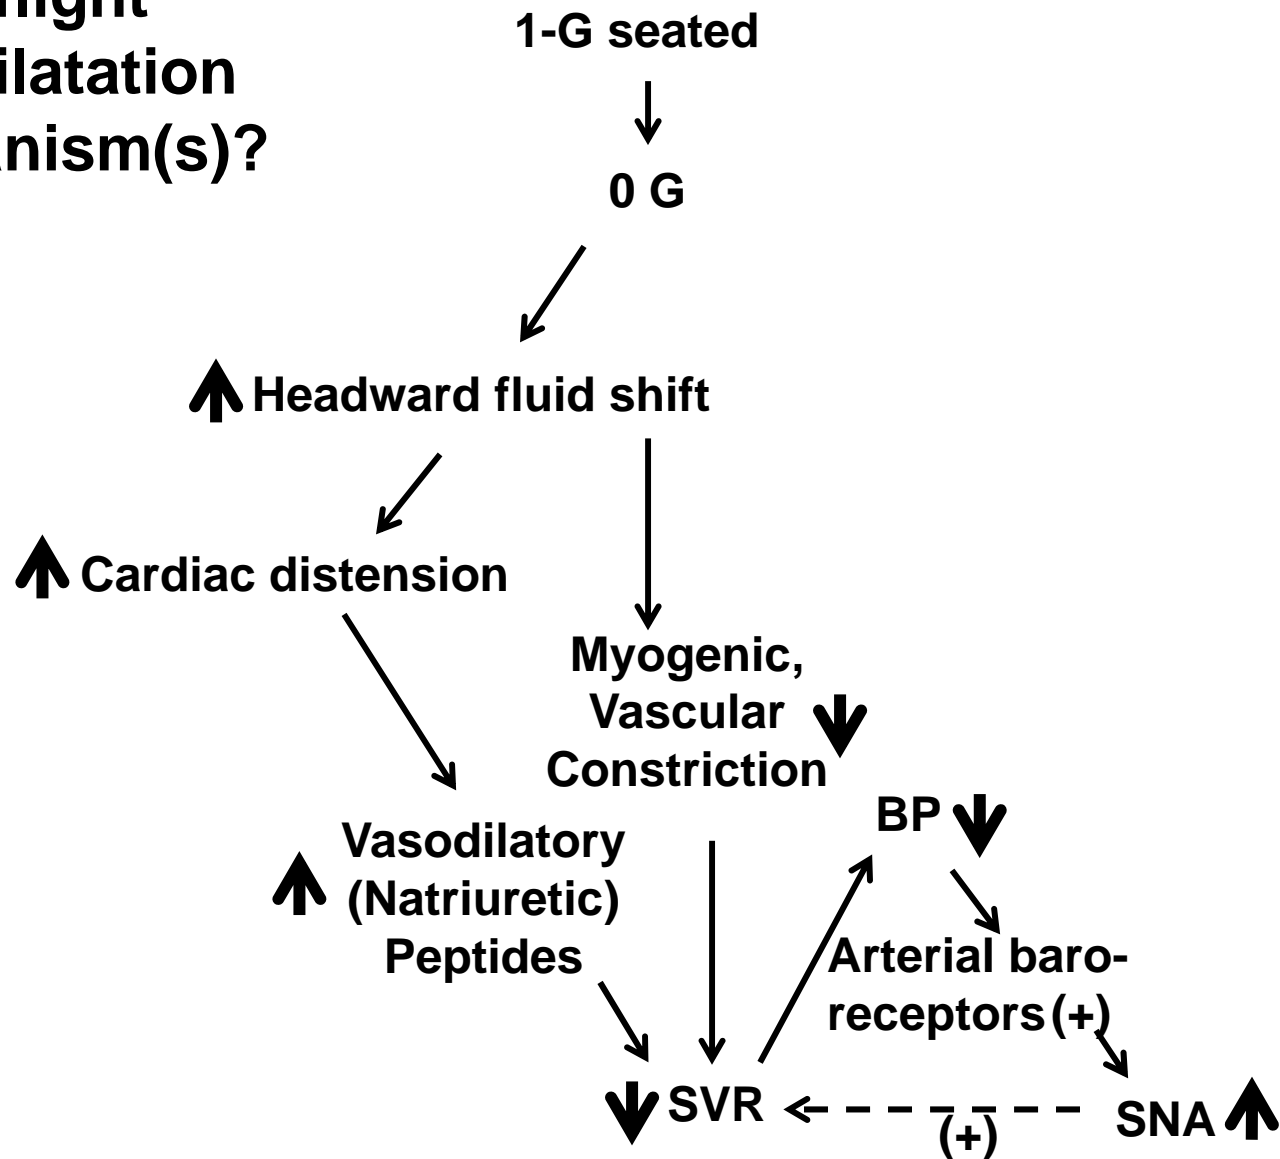 1-G seated
0 G
Headward fluid shift
Cardiac distension
Myogenic,
Vascular
Constriction
BP
Vasodilatory
(Natriuretic)
Peptides
Arterial baro-
receptors (+)
SVR
(+)
SNA